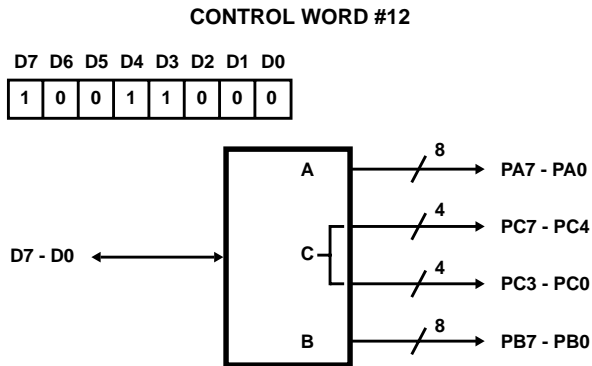 CONTROL WORD #12
D7 D6 D5 D4 D3 D2 D1 D0
1 0 0 1 1 0 0 0
A 8 PA7 - PA0
4 PC7 - PC4
D7 - D0 C
4 PC3 - PC0
B 8 PB7 - PB0